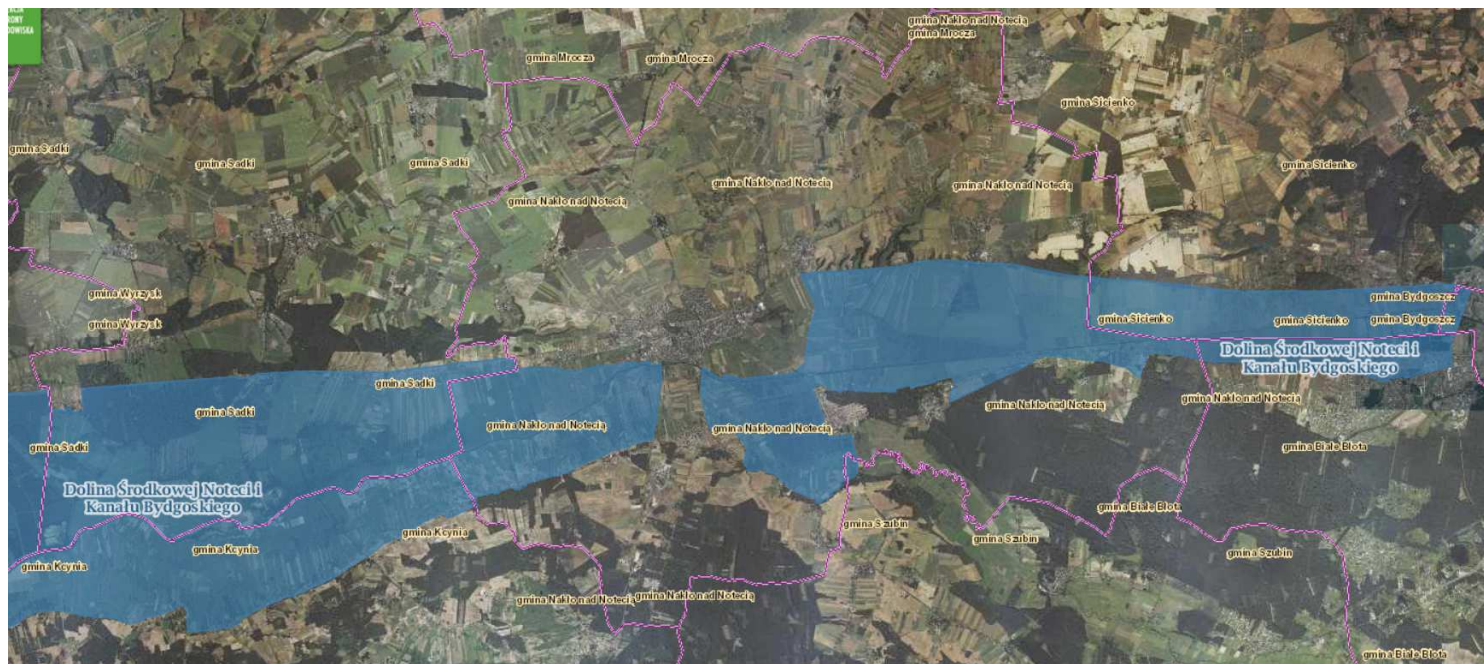 RONY
gmina Nakło nad Notecią
gmina Mrocza
gmina Mrocza
gmina Mrocza
gmina Sicienko
gmina Sadki
gmina Sadki
gmina Sadki
gmina Sicienko
gmina Nakło nad Notecią
gmina Nakło nad Notecią
gmina Nakło nad Notecią
gmina Wyrzysk
gmina Bydgoszcz
gmina Wyrzysk
gmina Sicienko
gmina Sicienko
gmina Bydgoszcz
Dolina Środkowej Noteci i
Kanału Bydgoskiego
gmina Sadki
gmina Sadki
gmina Nakło nad Notecią
gmina Nakło nad Notecią
gmina Nakło nad Notecią
gmina Nakło nad Notecią
gmina Sadki
gmina Białe Błota
Dolina Środkowej Noteci i
Kanału Bydgoskiego
gmina Białe Błota
gmina Szubin
gmina Kcynia
gmina Szubin
gmina Kcynia
gmina Szubin
gmina Kcynia
gmina Nakło nad Notecią
gmina Nakło nad Notecią
gmina Białe Błota